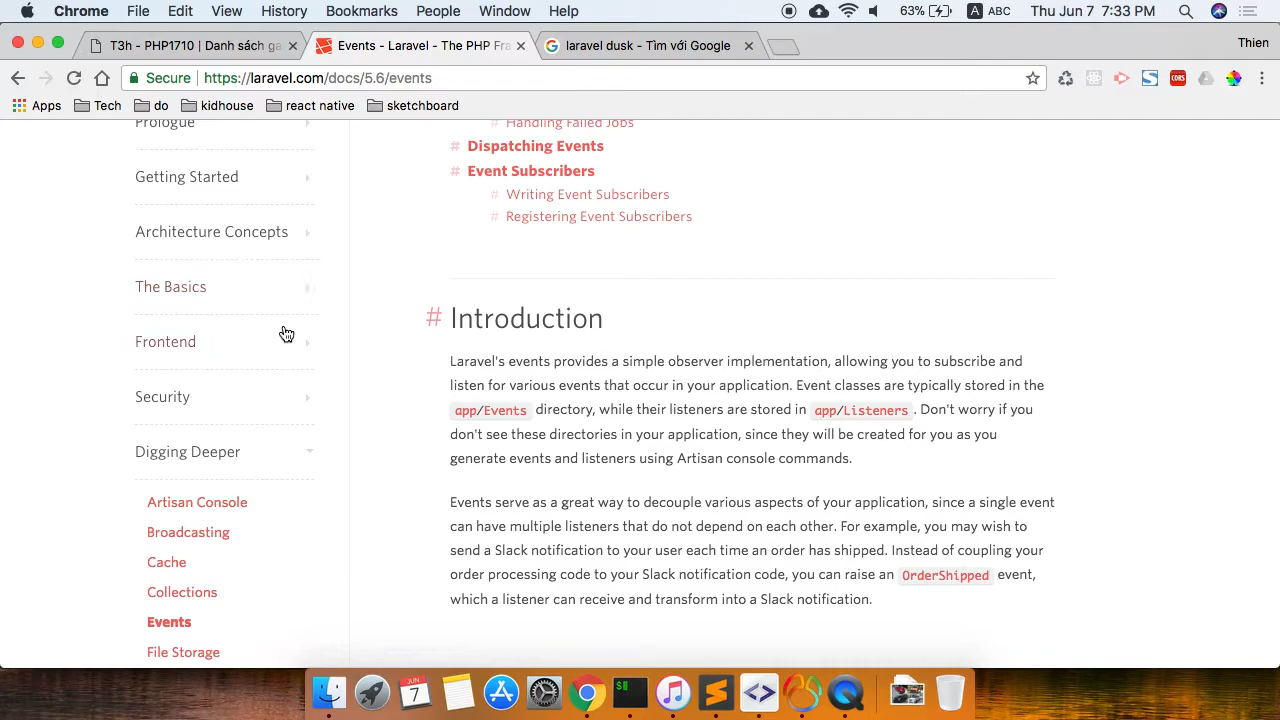 Chrome File Edit View History Bookmarks People Window Help 63% A ABC Thu Jun 7 7:33 PM
T3h - PHP1710 | Danh sách ga
Events - Laravel - The PHP Fra
laravel dusk - Tìm với Google
Thien
Secure https://laravel.com/docs/5.6/events
CORS
Apps Tech do kidhouse react native sketchboard
Prologue
Getting Started
Architecture Concepts
The Basics
Frontend
Security
Digging Deeper
Artisan Console
Broadcasting
Cache
Collections
Events
File Storage
# Handling Failed Jobs
# Dispatching Events
# Event Subscribers
# Writing Event Subscribers
# Registering Event Subscribers
# Introduction
Laravel's events provides a simple observer implementation, allowing you to subscribe and
listen for various events that occur in your application. Event classes are typically stored in the
app/Events directory, while their listeners are stored in app/Listeners. Don't worry if you
don't see these directories in your application, since they will be created for you as you
generate events and listeners using Artisan console commands.
Events serve as a great way to decouple various aspects of your application, since a single event
can have multiple listeners that do not depend on each other. For example, you may wish to
send a Slack notification to your user each time an order has shipped. Instead of coupling your
order processing code to your Slack notification code, you can raise an OrderShipped event,
which a listener can receive and transform into a Slack notification.
JUN
7